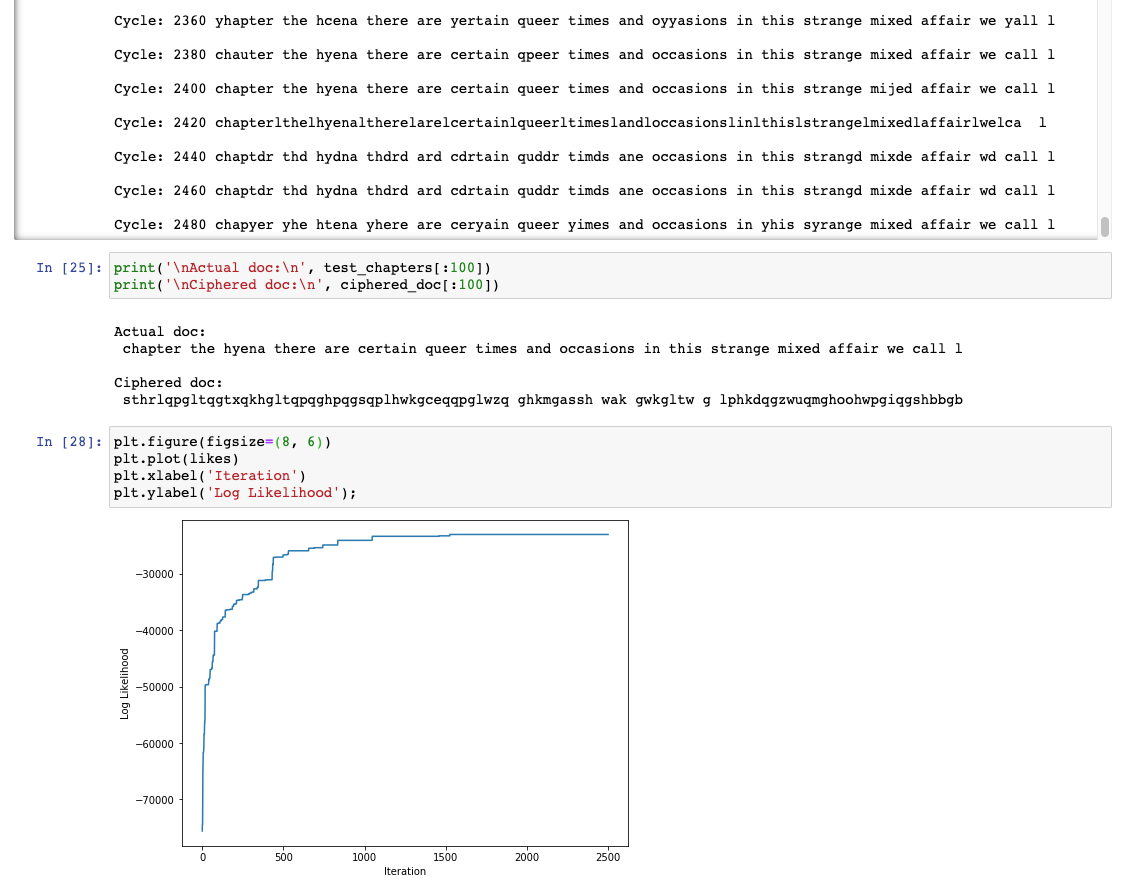 Cycle: 2360 yhapter the hcena there are yertain queer times and oyyasions in this strange mixed affair we yall l
Cycle: 2380 chauter the hyena there are certain qpeer times and occasions in this strange mixed affair we call l
Cycle: 2400 chapter the hyena there are certain queer times and occasions in this strange mijed affair we call l
Cycle: 2420 chapterlthelhyenaltherelarelcertainlqueerltimeslandloccasionslinlthislstrangelmixedlaffairlwelca  l
Cycle: 2440 chaptdr thd hydna thdrd ard cdrtain quddr timds ane occasions in this strangd mixde affair wd call l
Cycle: 2460 chaptdr thd hydna thdrd ard cdrtain quddr timds ane occasions in this strangd mixde affair wd call l
Cycle: 2480 chapyer yhe htena yhere are ceryain queer yimes and occasions in yhis syrange mixed affair we call l
In [25]: print('\nActual doc:\n', test_chapters[:100])
print('\nCiphered doc:\n', ciphered_doc[:100])
Actual doc:
chapter the hyena there are certain queer times and occasions in this strange mixed affair we call l
Ciphered doc:
sthrlqpgltqgtxqkhgltqpqghpqgsqplhwkgceqqpglwzq ghkmgassh wak gwkgltw g lphkdqgzwuqmghoohwpgiqgshbbgb
In [28]: plt.figure(figsize=(8, 6))
plt.plot(likes)
plt.xlabel('Iteration')
plt.ylabel('Log Likelihood');
−30000
−40000
−50000
−60000
−70000
Log Likelihood
0 500 1000 1500 2000 2500
Iteration